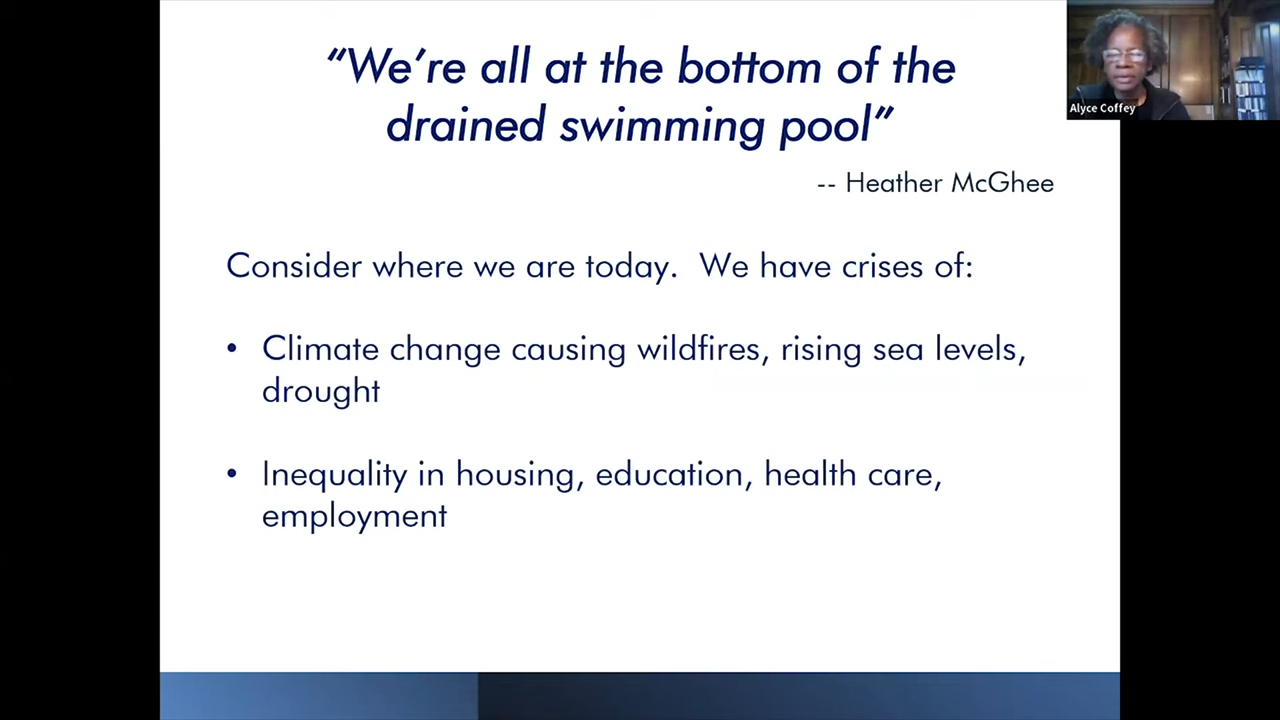 “We’re all at the bottom of the
drained swimming pool”
-- Heather McGhee
Alyce Coffey
Consider where we are today.  We have crises of:
• Climate change causing wildfires, rising sea levels,
drought
• Inequality in housing, education, health care,
employment